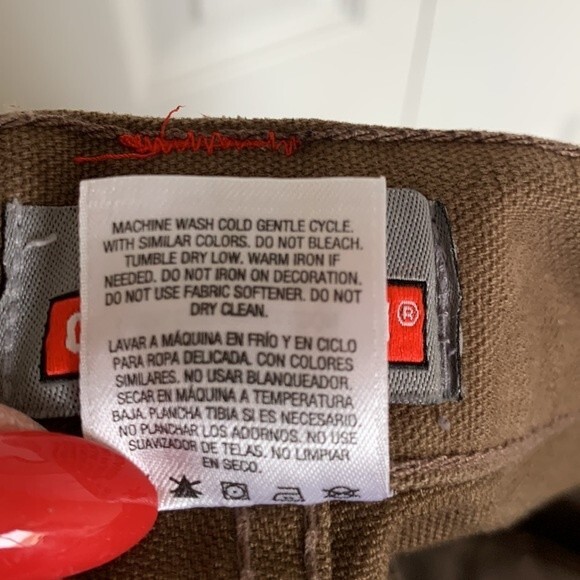 MACHINE WASH COLD GENTLE CYCLE.
WITH SIMILAR COLORS. DO NOT BLEACH.
TUMBLE DRY LOW. WARM IRON IF
NEEDED. DO NOT IRON ON DECORATION.
DO NOT USE FABRIC SOFTENER. DO NOT
DRY CLEAN.
LAVAR A MÁQUINA EN FRÍO Y EN CICLO
PARA ROPA DELICADA. CON COLORES
SIMILARES. NO USAR BLANQUEADOR.
SECAR EN MÁQUINA A TEMPERATURA
BAJA. PLANCHA TIBIA SI ES NECESARIO.
NO PLANCHAR LOS ADORNOS. NO USE
SUAVIZADOR DE TELAS. NO LIMPIAR
EN SECO.
®